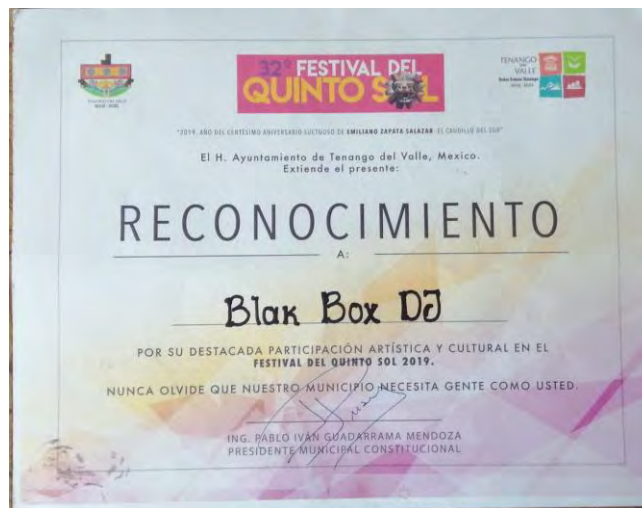 32° FESTIVAL DEL
QUINTO SOL
TENANGO
DEL
VALLE
"2019. AÑO DEL CENTÉSIMO ANIVERSARIO LUCTUOSO DE EMILIANO ZAPATA SALAZAR. EL CAUDILLO DEL SUR"
El H. Ayuntamiento de Tenango del Valle, Mexico.
Extiende el presente:
RECONOCIMIENTO
A:
Blak Box DJ
POR SU DESTACADA PARTICIPACIÓN ARTÍSTICA Y CULTURAL EN EL
FESTIVAL DEL QUINTO SOL 2019.
NUNCA OLVIDE QUE NUESTRO MUNICIPIO NECESITA GENTE COMO USTED.
ING. PABLO IVÁN GUADARRAMA MENDOZA
PRESIDENTE MUNICIPAL CONSTITUCIONAL